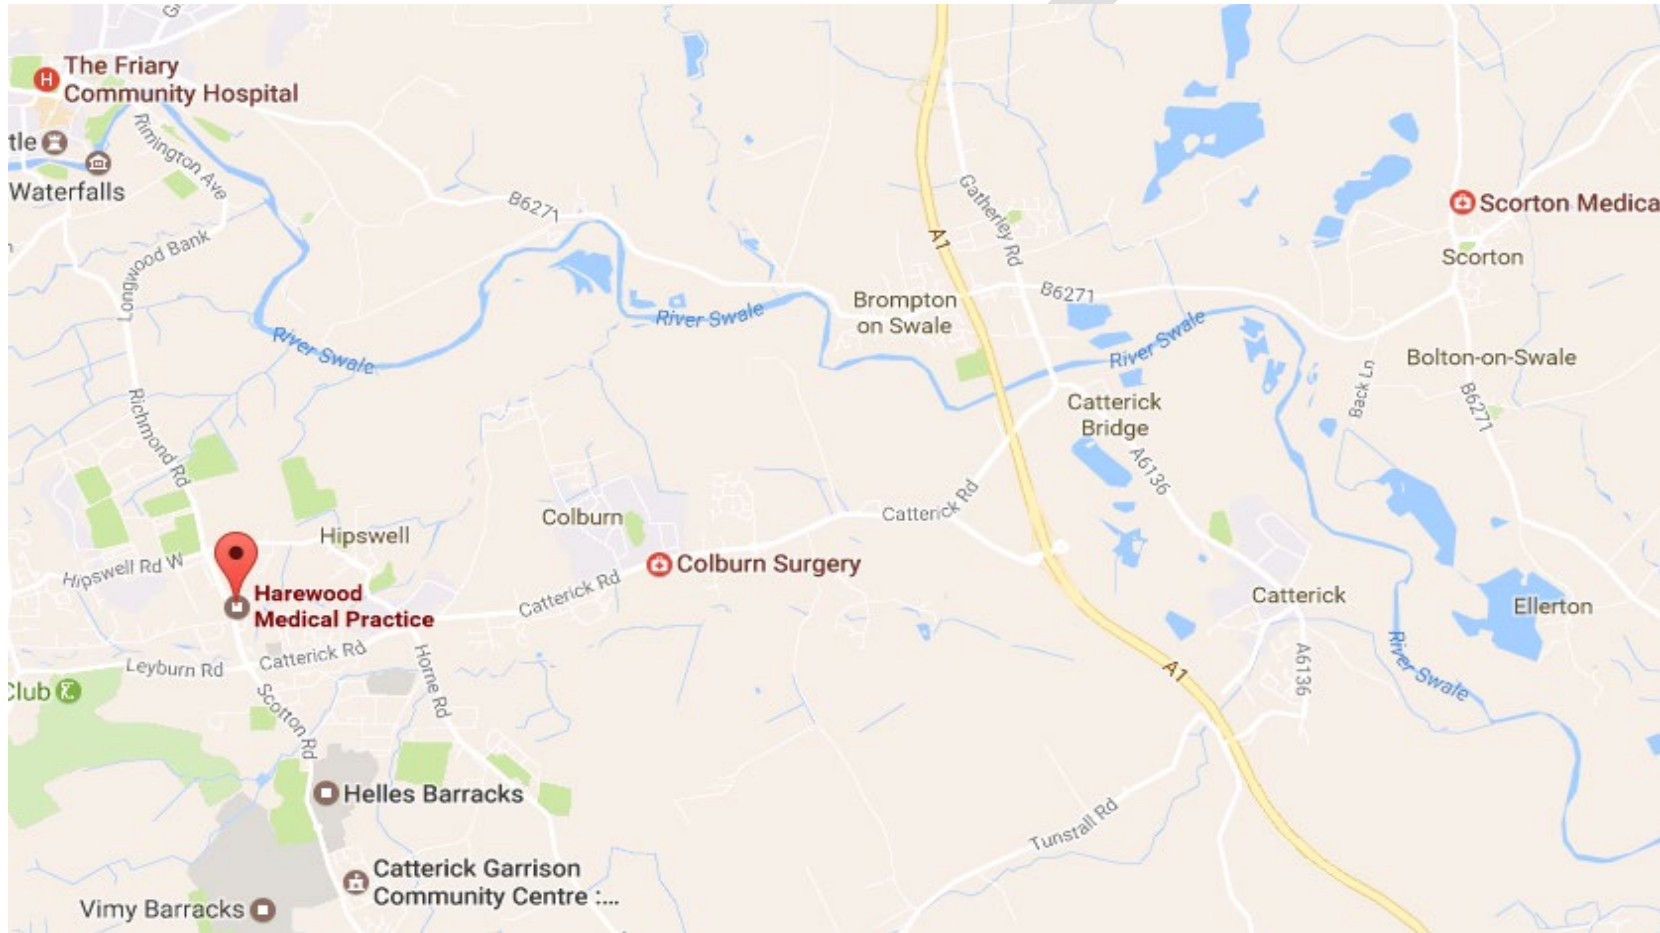 G
The Friary
Community Hospital
H
tle
Waterfalls
Rimington Ave
B6271
Longwood Bank
River Swale
River Swale
A1
Gatherley Rd
B6271
Brompton
on Swale
River Swale
Scorton Medica
Scorton
Bolton-on-Swale
Back Ln
B6271
Catterick
Bridge
A6136
Richmond Rd
Catterick Rd
Colburn
Hipswell
Hipswell Rd W
Colburn Surgery
Harewood
Medical Practice
Catterick Rd
Catterick
Ellerton
Leyburn Rd
Catterick Rd
Horne Rd
A1
A6136
River Swale
Club
Scotton Rd
Helles Barracks
Tunstall Rd
Catterick Garrison
Community Centre :...
Vimy Barracks